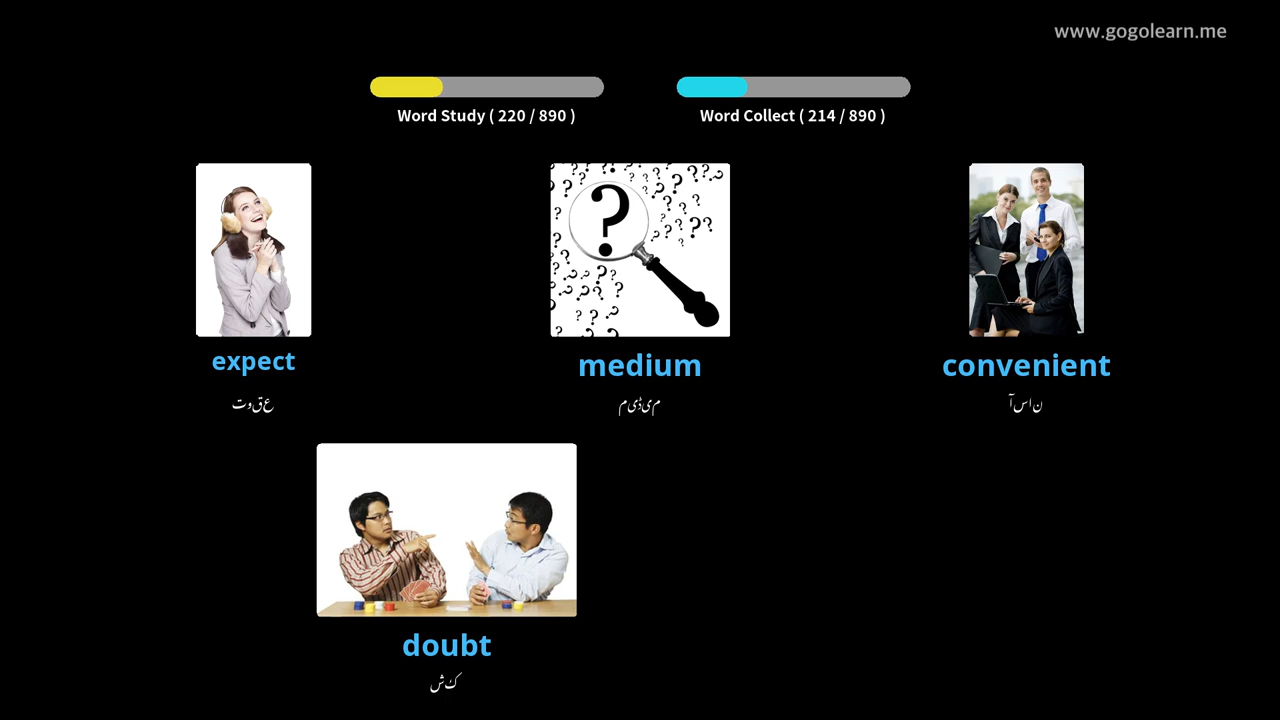 www.gogolearn.me
Word Study ( 220 / 890 )
Word Collect ( 214 / 890 )
expect
عقوت
medium
میڈیم
convenient
ناسآ
doubt
کش